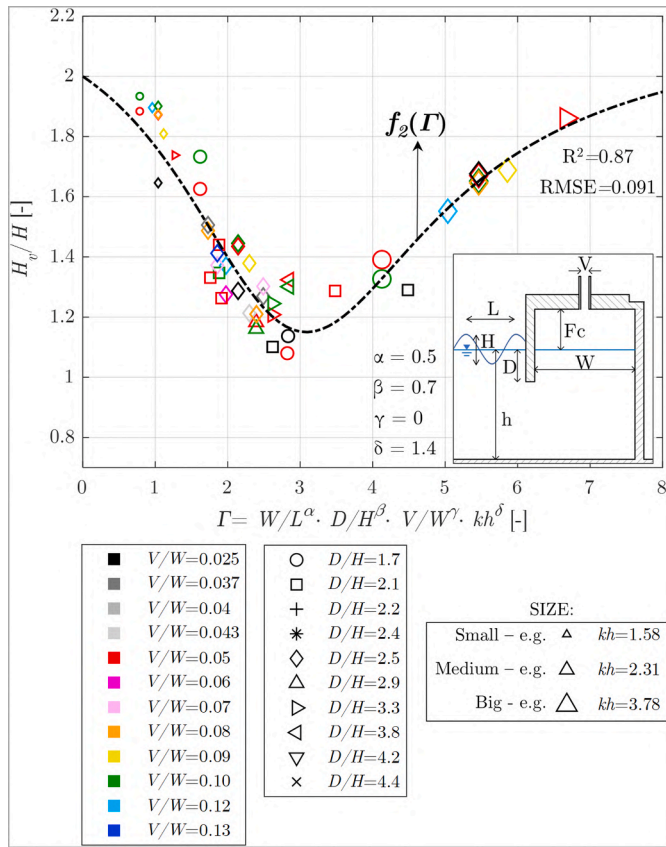 2.2
2
1.8
1.6
1.4
1.2
1
0.8
H_v/H [-]
f₂(Γ)
R²=0.87
RMSE=0.091
α = 0.5
β = 0.7
γ = 0
δ = 1.4
V
L
H
Fc
D
W
h
0 1 2 3 4 5 6 7 8
Γ= W/L^α· D/H^β· V/W^γ· kh^δ [-]
V/W=0.025
V/W=0.037
V/W=0.04
V/W=0.043
V/W=0.05
V/W=0.06
V/W=0.07
V/W=0.08
V/W=0.09
V/W=0.10
V/W=0.12
V/W=0.13
D/H=1.7
D/H=2.1
D/H=2.2
D/H=2.4
D/H=2.5
D/H=2.9
D/H=3.3
D/H=3.8
D/H=4.2
D/H=4.4
SIZE:
Small – e.g. kh=1.58
Medium – e.g. kh=2.31
Big - e.g. kh=3.78